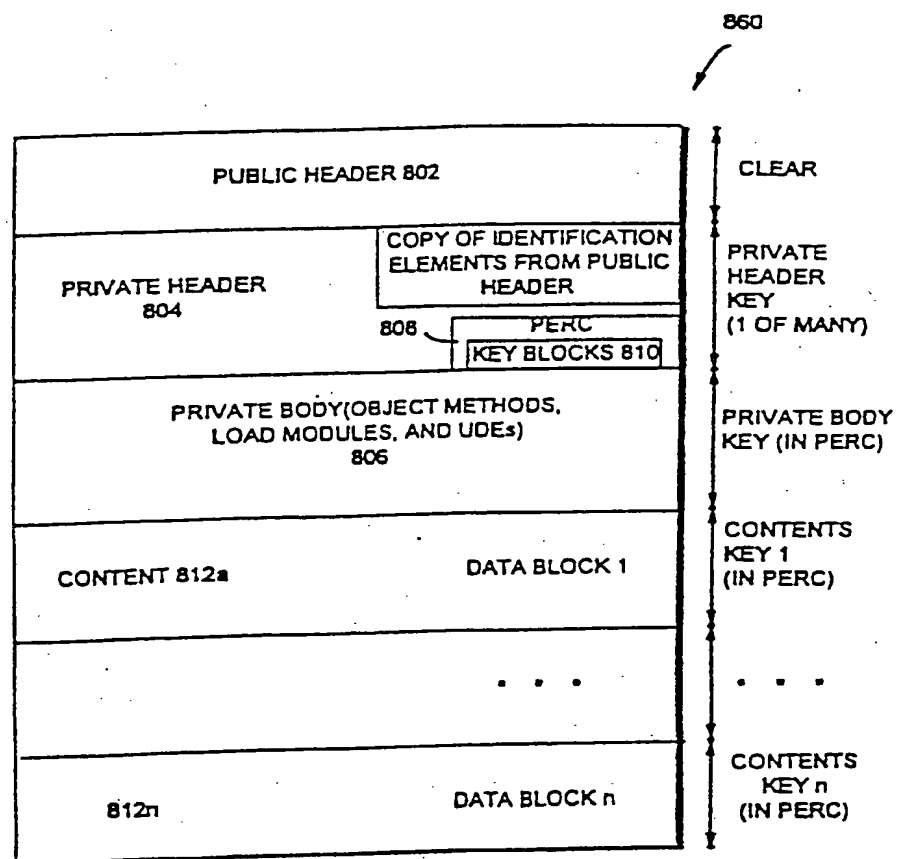 860
PUBLIC HEADER 802
CLEAR
COPY OF IDENTIFICATION
ELEMENTS FROM PUBLIC
HEADER
PRIVATE HEADER
804
PRIVATE
HEADER
KEY
(1 OF MANY)
808
PERC
KEY BLOCKS 810
PRIVATE BODY(OBJECT METHODS,
LOAD MODULES, AND UDEs)
806
PRIVATE BODY
KEY (IN PERC)
CONTENT 812a
DATA BLOCK 1
CONTENTS
KEY 1
(IN PERC)
. . .
. . .
812n
DATA BLOCK n
CONTENTS
KEY n
(IN PERC)